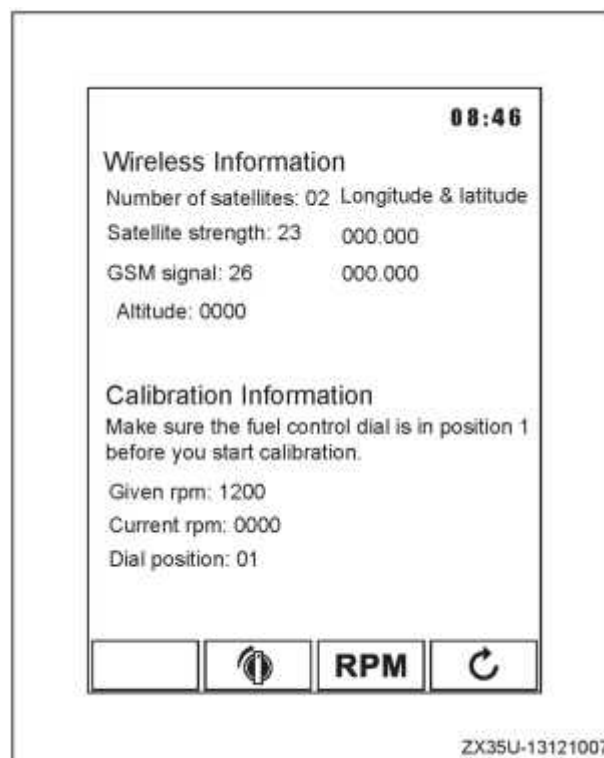 08:46
Wireless Information
Number of satellites: 02 Longitude & latitude
Satellite strength: 23 000.000
GSM signal: 26 000.000
Altitude: 0000
Calibration Information
Make sure the fuel control dial is in position 1
before you start calibration.
Given rpm: 1200
Current rpm: 0000
Dial position: 01
RPM
ZX35U-13121007